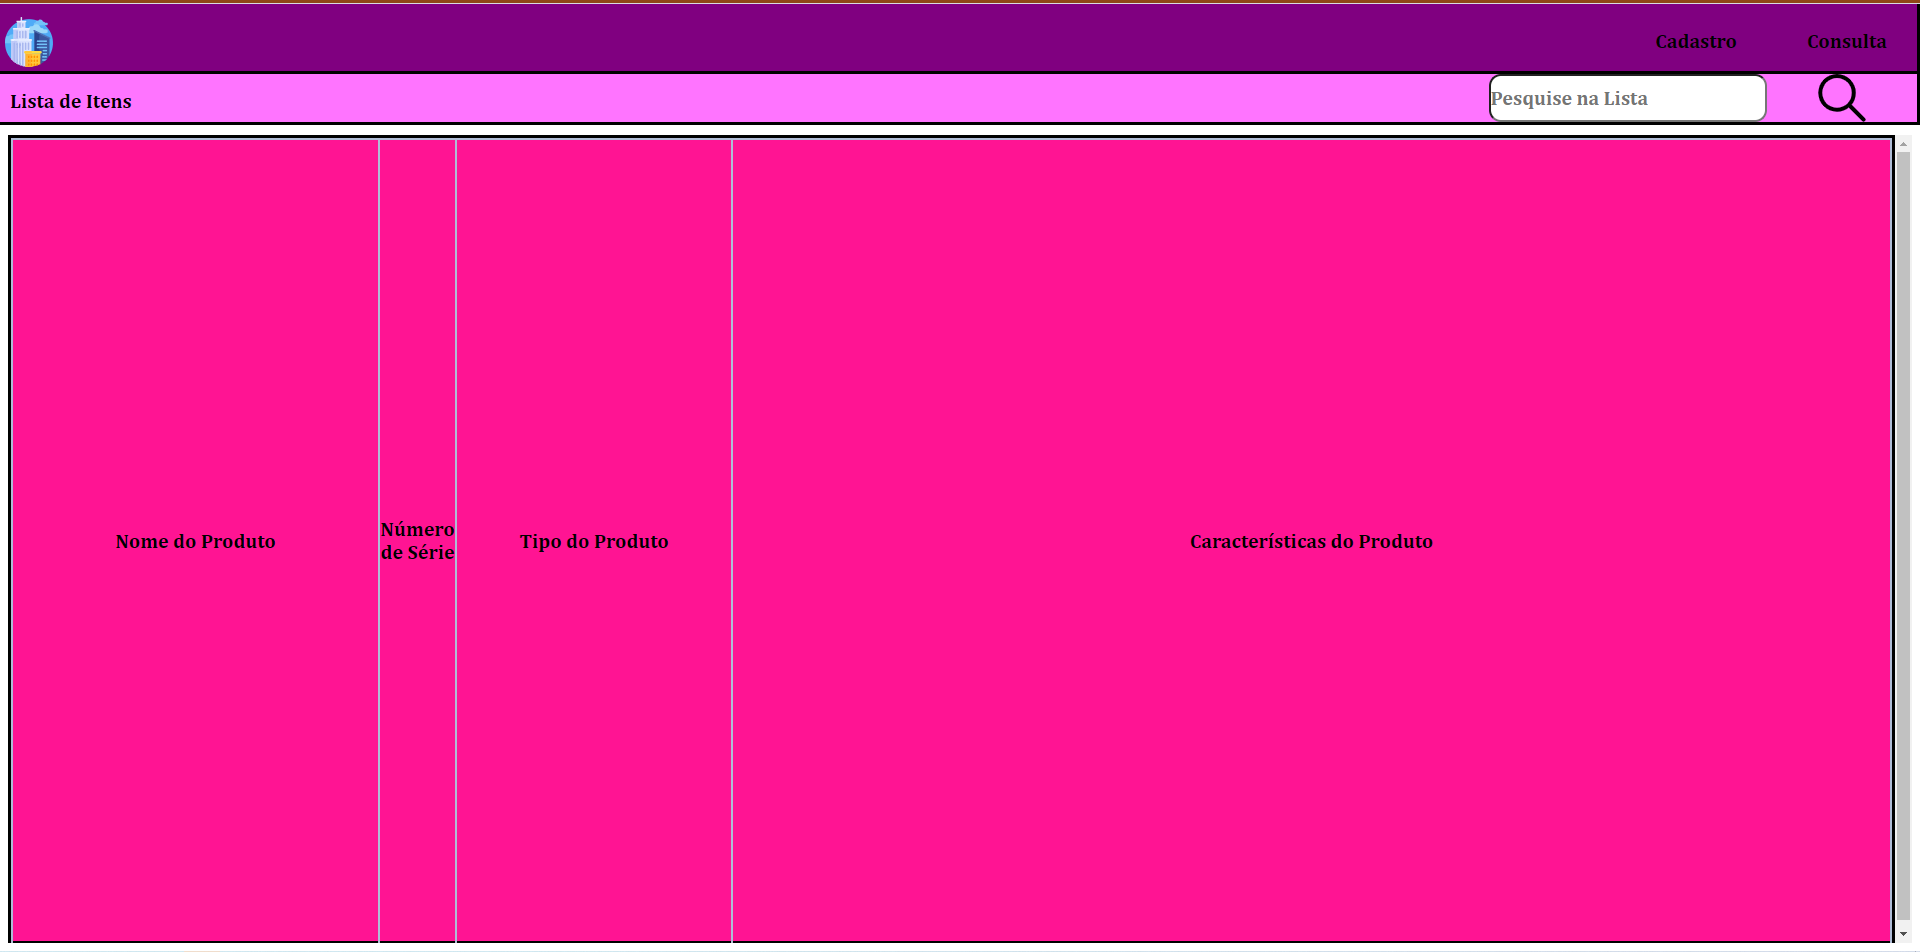 Cadastro Consulta
Lista de Itens Pesquise na Lista
Nome do Produto Número de Série Tipo do Produto Características do Produto